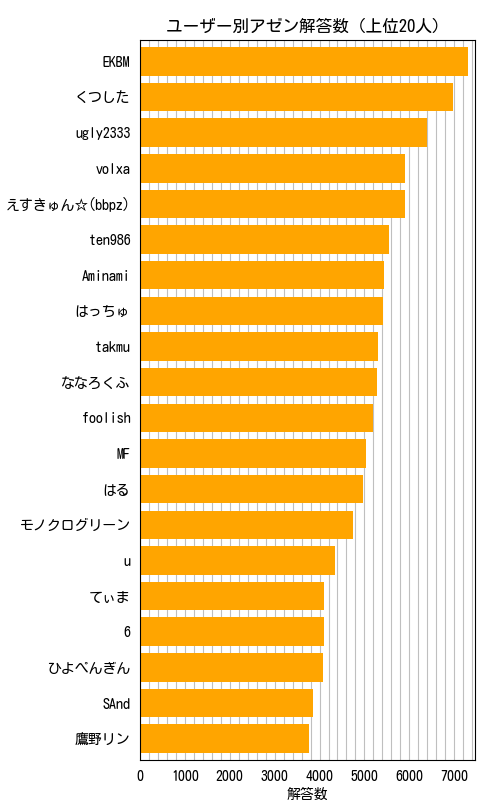 ユーザー別アゼン解答数 (上位20人)
EKBM
くつした
ugly2333
volxa
えすきゅん☆(bbpz)
ten986
Aminami
はっちゅ
takmu
ななろくふ
foolish
MF
はる
モノクログリーン
u
てぃま
6
ひよぺんぎん
SAnd
鷹野リン
0 1000 2000 3000 4000 5000 6000 7000
解答数